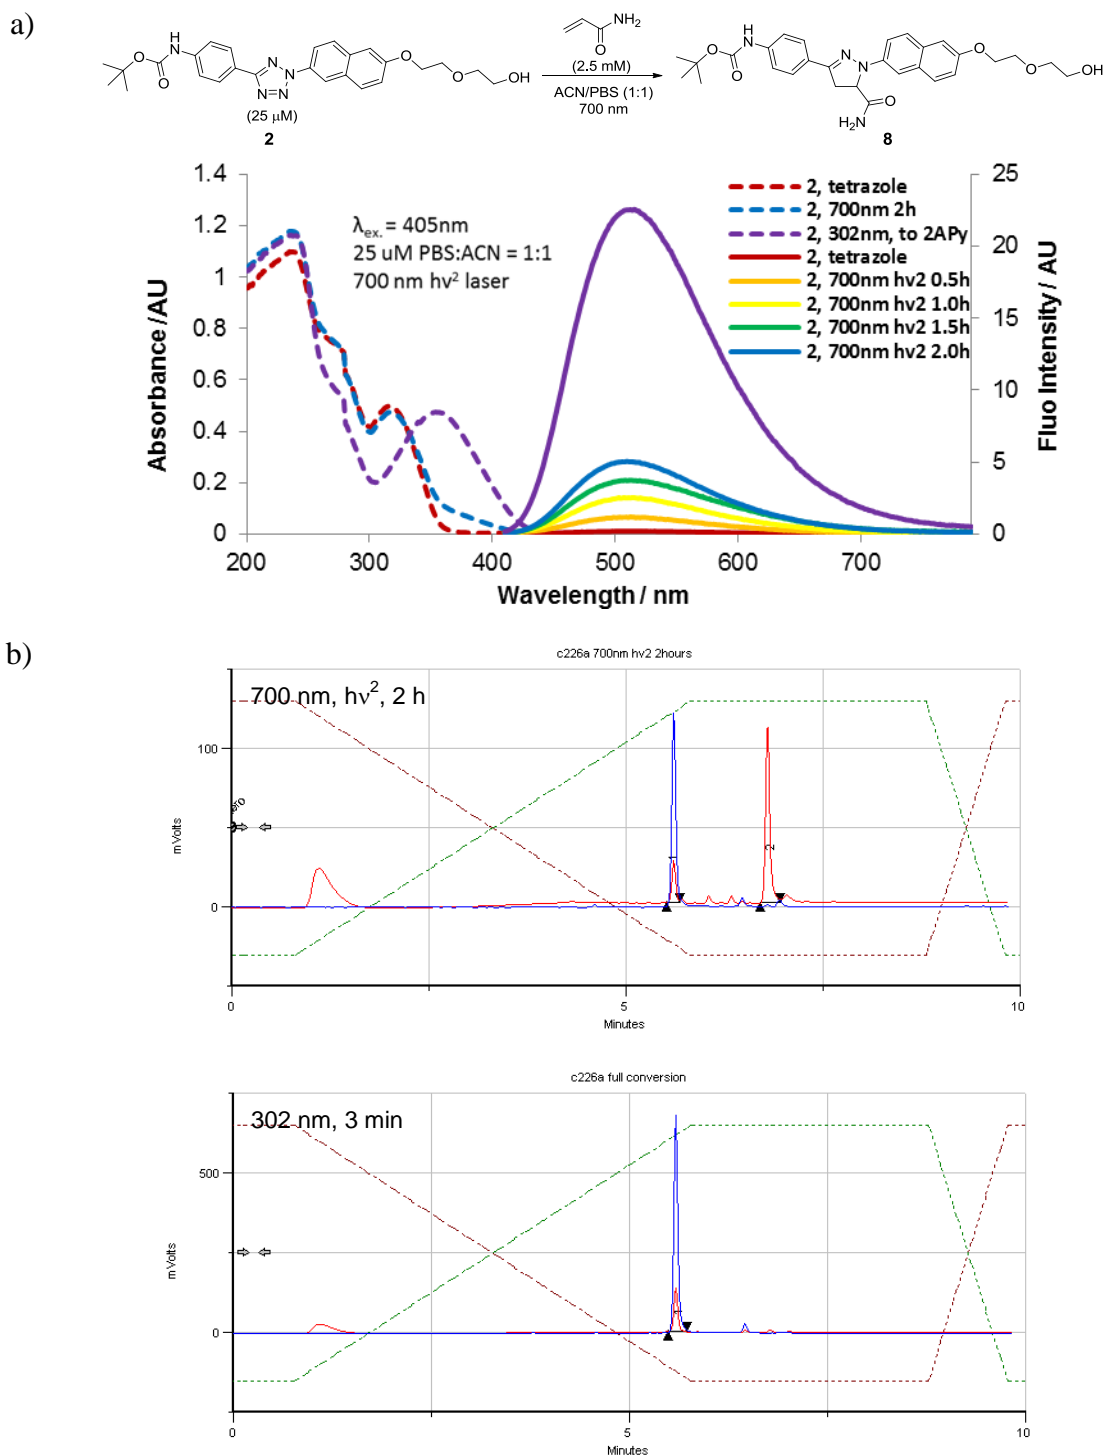 a)
H
N
O
O
N
N
N
N
(25 μM)
2
NH₂
O
(2.5 mM)
ACN/PBS (1:1)
700 nm
O
O
OH
H
N
O
O
N
N
O
H₂N
O
O
OH
8
1.4
1.2
1
0.8
0.6
0.4
0.2
0
Absorbance /AU
λex. = 405nm
25 uM PBS:ACN = 1:1
700 nm hv² laser
2, tetrazole
2, 700nm 2h
2, 302nm, to 2APy
2, tetrazole
2, 700nm hv2 0.5h
2, 700nm hv2 1.0h
2, 700nm hv2 1.5h
2, 700nm hv2 2.0h
25
20
15
10
5
0
Fluo Intensity / AU
200 300 400 500 600 700
Wavelength / nm
b)
c226a 700nm hv2 2hours
700 nm, hν², 2 h
100
0
mVolts
1
2
0 5 10
Minutes
c226a full conversion
302 nm, 3 min
500
250
0
mVolts
1
0 5 10
Minutes